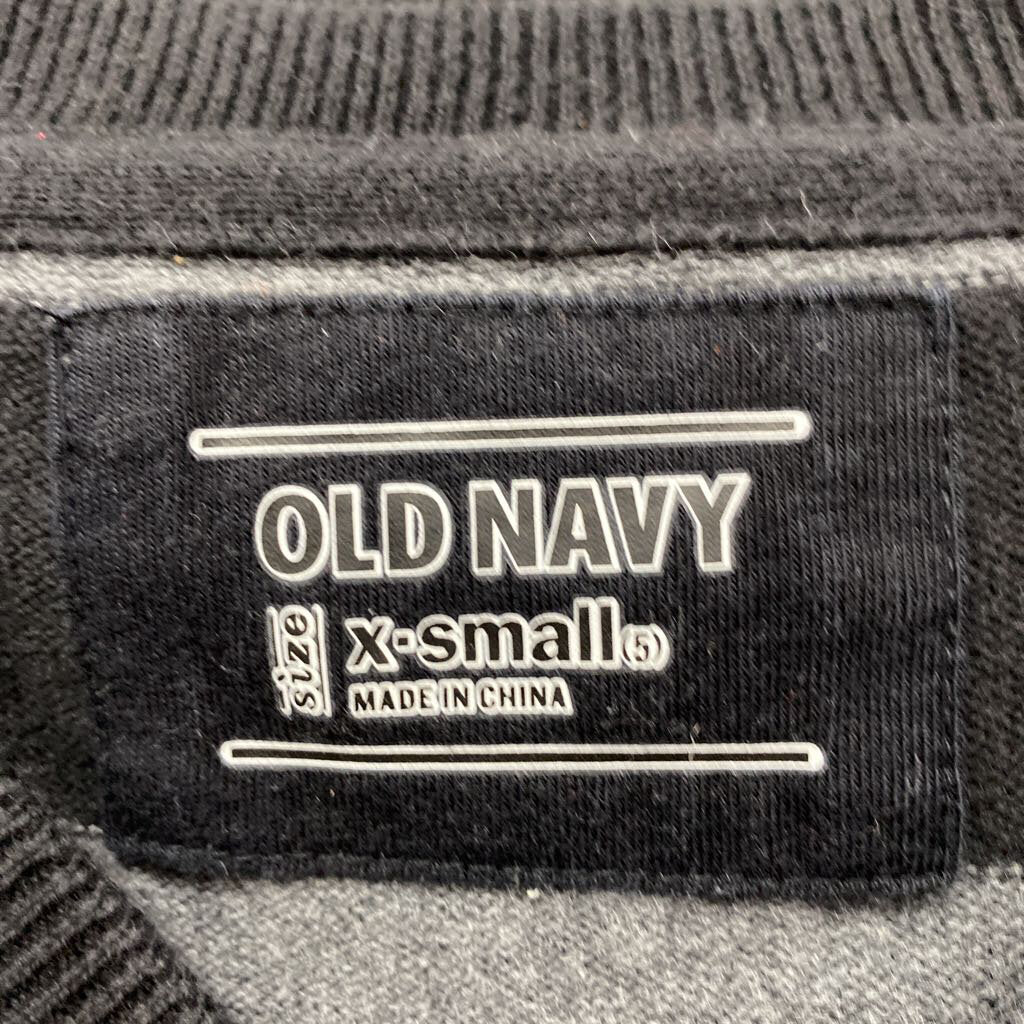 OLD NAVY
size
x-small(5)
MADE IN CHINA